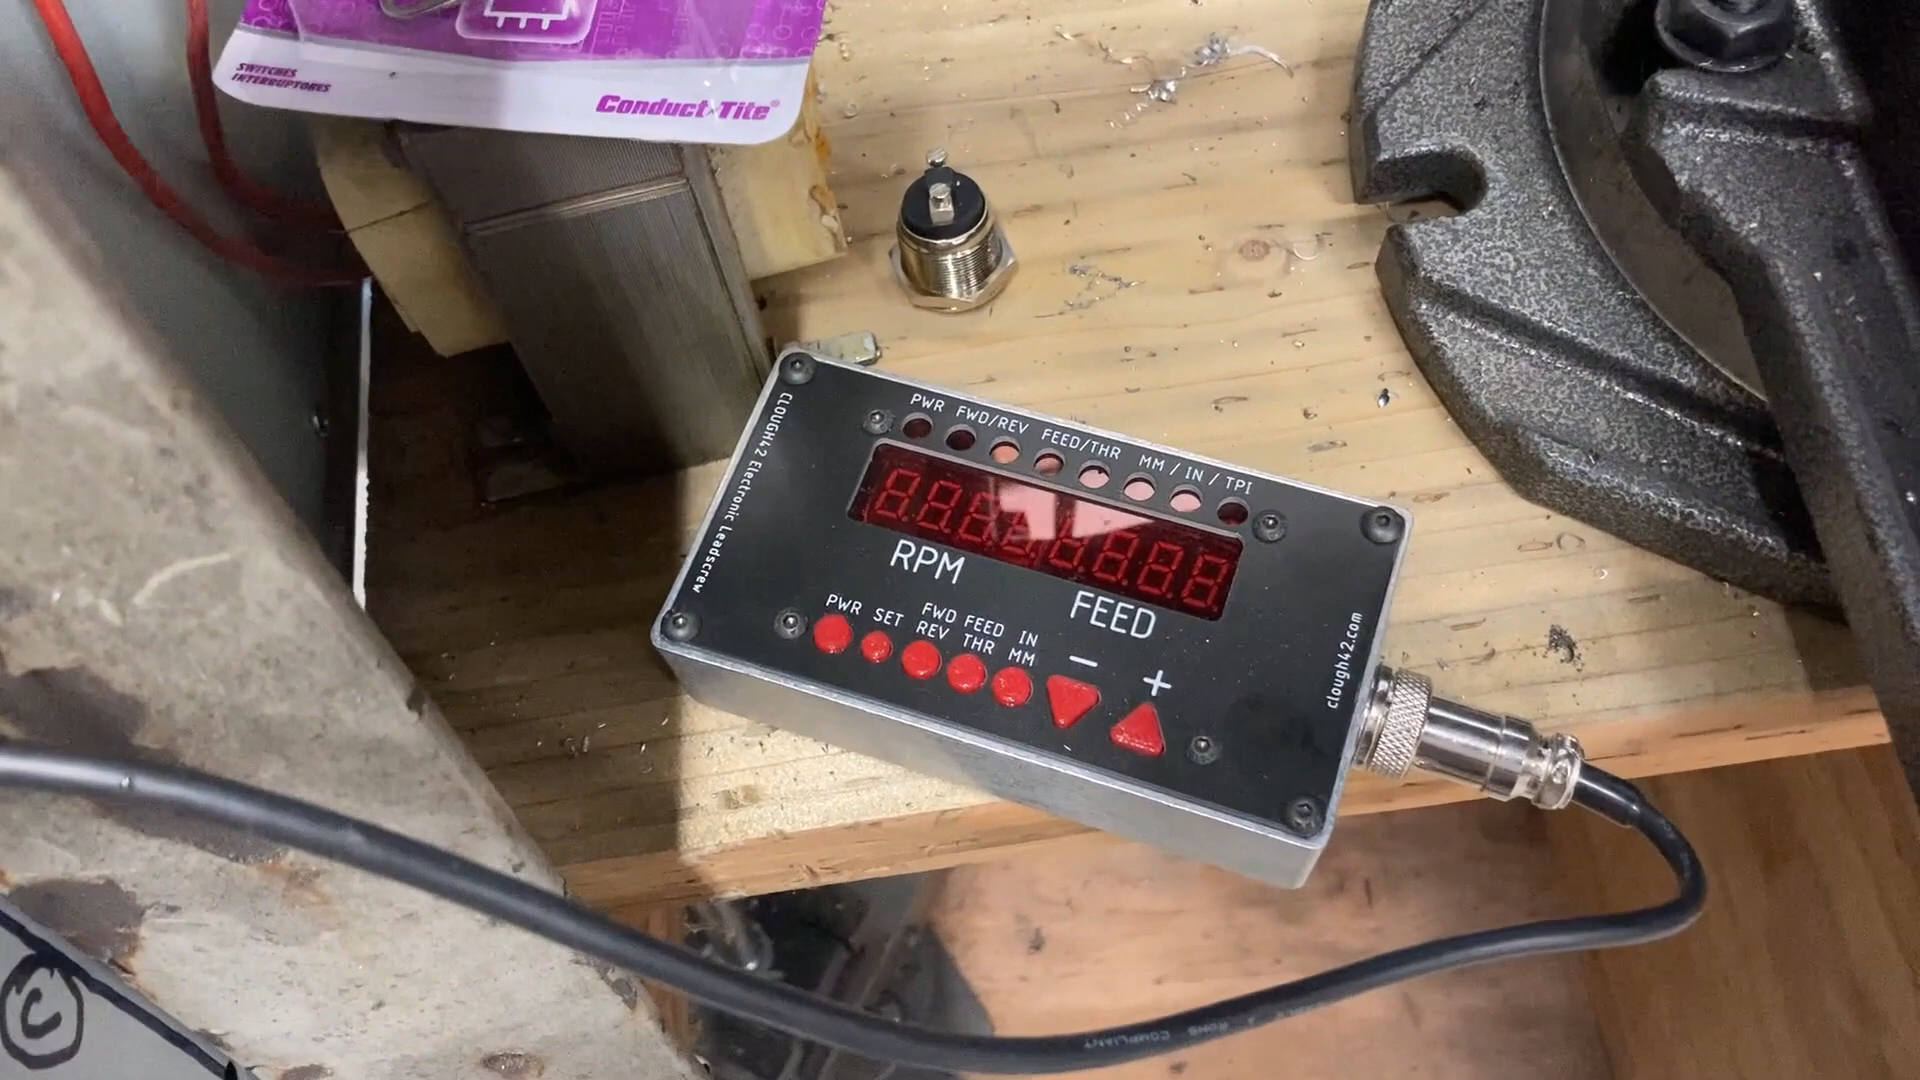 SWITCHES
INTERRUPTORES
Conduct-Tite®
CLOUGH42 Electronic Leadscrew
PWR FWD/REV FEED/THR MM / IN / TPI
RPM
FEED
PWR SET FWD REV FEED THR IN MM
− +
clough42.com
COMPLIANT
C